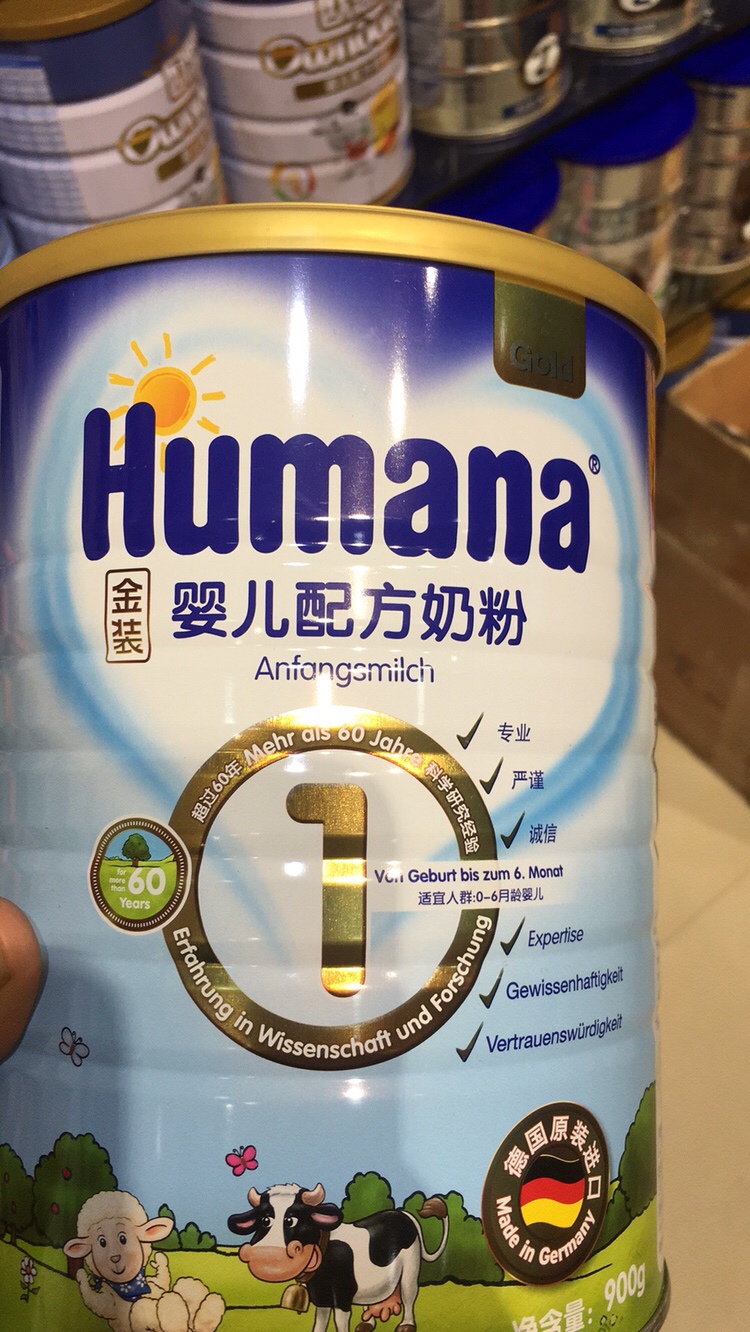 Gold
Humana®
金装
婴儿配方奶粉
Anfangsmilch
超过60年 Mehr als 60 Jahre 科学研究经验
1
Erfahrung in Wissenschaft und Forschung
for more than 60 Years
专业
严谨
诚信
Von Geburt bis zum 6. Monat
适宜人群:0-6月龄婴儿
Expertise
Gewissenhaftigkeit
Vertrauenswürdigkeit
德国原装进口
Made in Germany
净含量: 900g